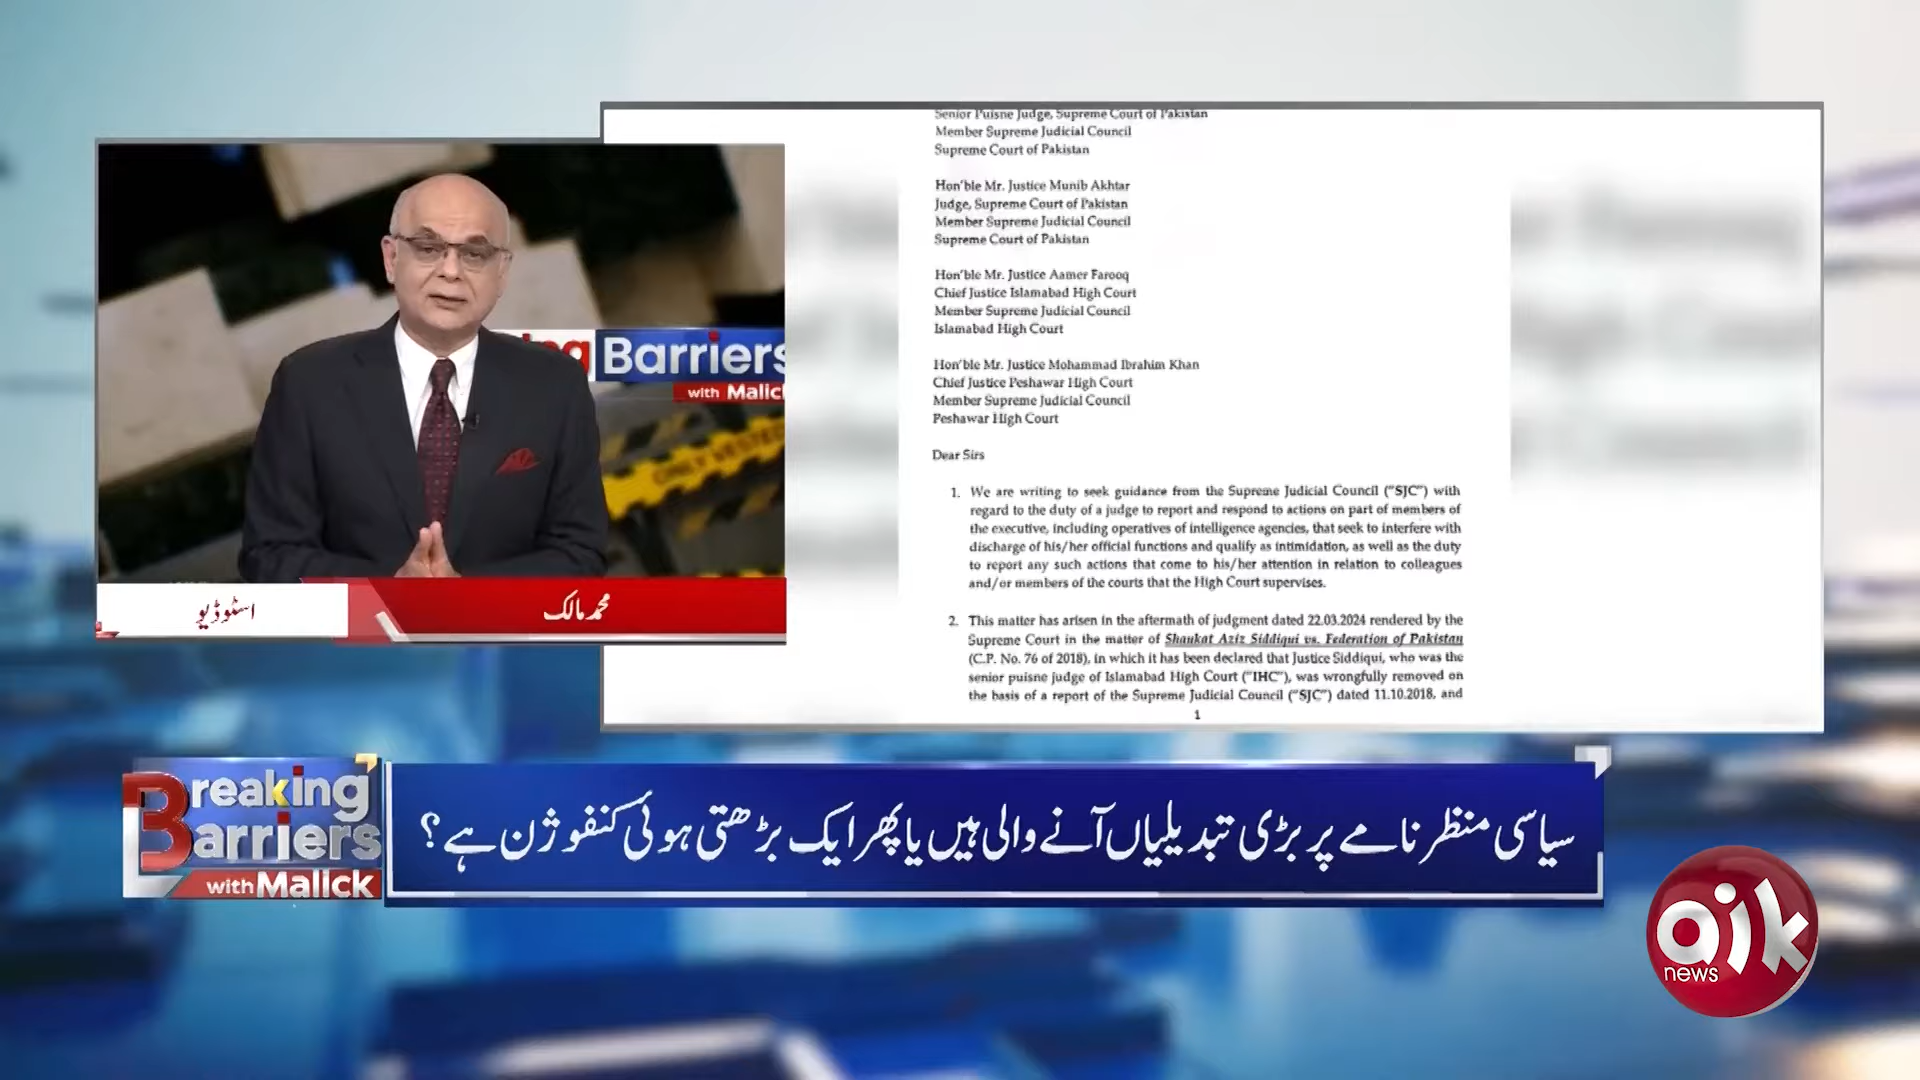 Senior Puisne Judge, Supreme Court of Pakistan
Member Supreme Judicial Council
Supreme Court of Pakistan
Hon'ble Mr. Justice Munib Akhtar
Judge, Supreme Court of Pakistan
Member Supreme Judicial Council
Supreme Court of Pakistan
Hon'ble Mr. Justice Aamer Farooq
Chief Justice Islamabad High Court
Member Supreme Judicial Council
Islamabad High Court
Hon'ble Mr. Justice Mohammad Ibrahim Khan
Chief Justice Peshawar High Court
Member Supreme Judicial Council
Peshawar High Court
Dear Sirs
1. We are writing to seek guidance from the Supreme Judicial Council ("SJC") with
regard to the duty of a judge to report and respond to actions on part of members of
the executive, including operatives of intelligence agencies, that seek to interfere with
discharge of his/her official functions and qualify as intimidation, as well as the duty
to report any such actions that come to his/her attention in relation to colleagues
and/or members of the courts that the High Court supervises.
2. This matter has arisen in the aftermath of judgment dated 22.03.2024 rendered by the
Supreme Court in the matter of Shaukat Aziz Siddiqui vs. Federation of Pakistan
(C.P. No. 76 of 2018), in which it has been declared that Justice Siddiqui, who was the
senior puisne judge of Islamabad High Court ("IHC"), was wrongfully removed on
the basis of a report of the Supreme Judicial Council ("SJC") dated 11.10.2018, and
1
ing Barriers
with Malick
ONLY VESTED
محمد مالک
اسٹوڈیو
Breaking
Barriers
with Malick
سیاسی منظر نامے پر بڑی تبدیلیاں آنے والی ہیں یا پھر ایک بڑھتی ہوئی کنفوژن ہے؟
ajk
news